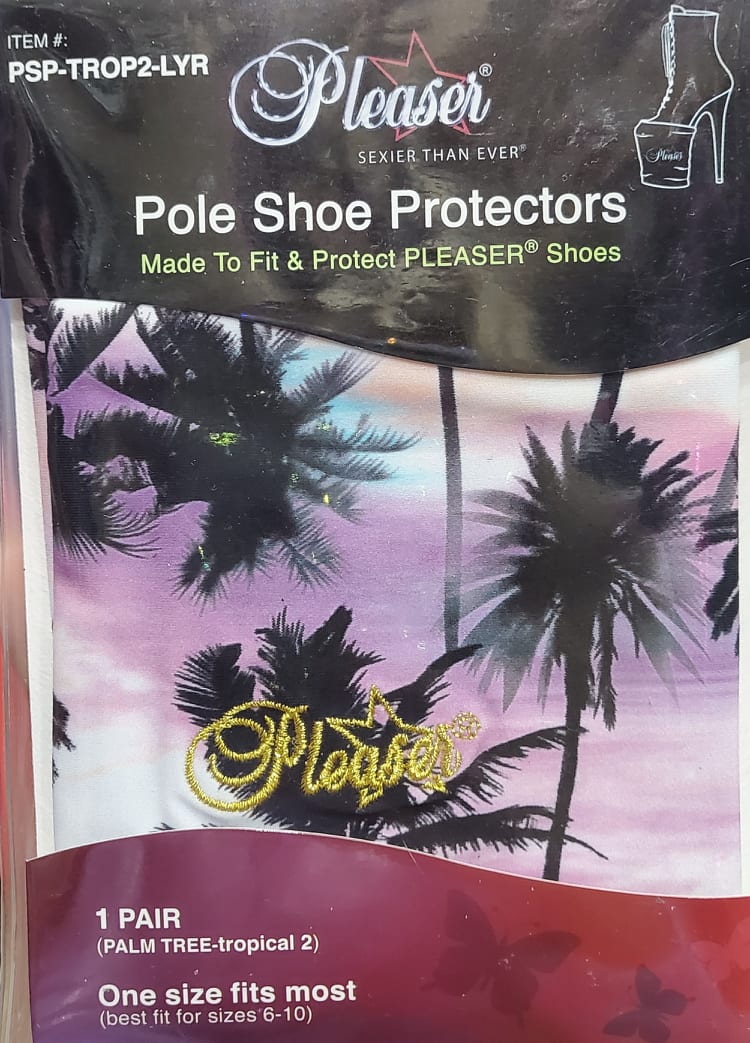 ITEM #:
PSP-TROP2-LYR
Pleaser®
SEXIER THAN EVER®
Pleaser
Pole Shoe Protectors
Made To Fit & Protect PLEASER® Shoes
Pleaser®
1 PAIR
(PALM TREE-tropical 2)
One size fits most
(best fit for sizes 6-10)